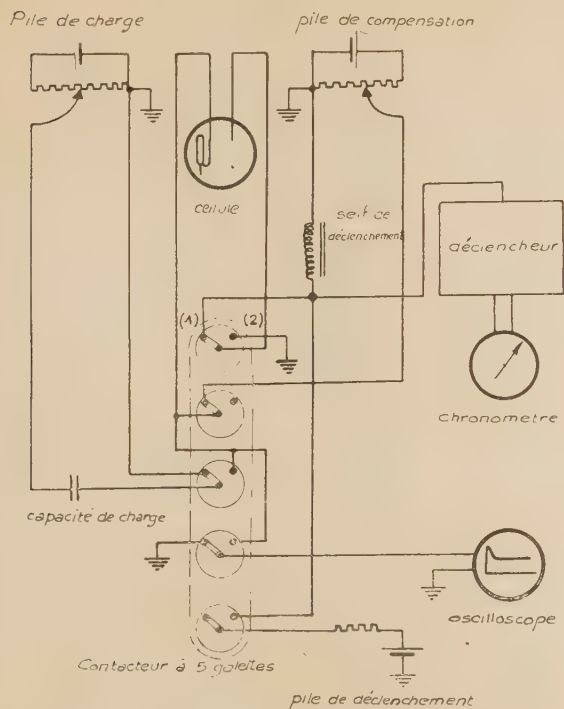 Pile de charge
pile de compensation
cellule
self de
déclenchement
déclencheur
(1)
(2)
chronomètre
capacité de charge
oscilloscope
Contacteur à 5 galettes
pile de déclenchement